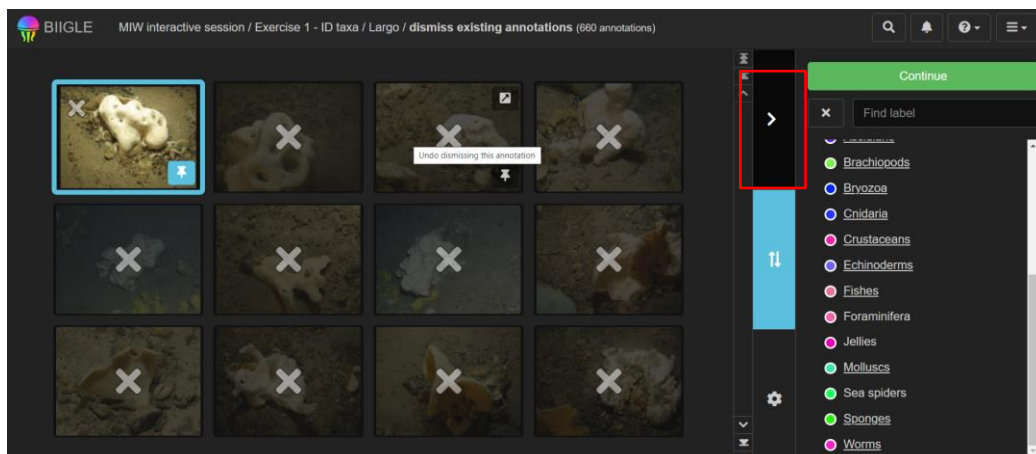 BIIGLE MIW interactive session / Exercise 1 - ID taxa / Largo / dismiss existing annotations (660 annotations)
Continue
Find label
Undo dismissing this annotation
Brachiopods
Bryozoa
Cnidaria
Crustaceans
Echinoderms
Fishes
Foraminifera
Jellies
Molluscs
Sea spiders
Sponges
Worms